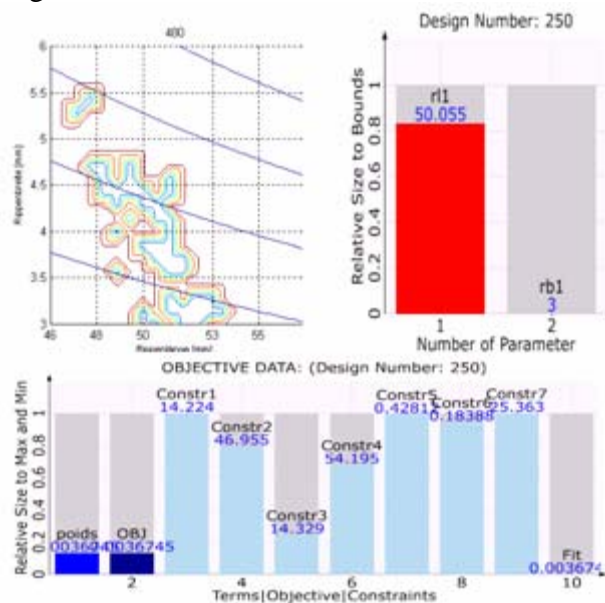 400
6
5.5
5
4.5
4
3.5
3
Rippenbreite [mm]
46
48
50
53
55
Design Number: 250
Relative Size to Bounds
1
0.8
0.6
0.4
0.2
0
rl1
50.055
rb1
3
1
2
Number of Parameter
OBJECTIVE DATA: (Design Number: 250)
Relative Size to Max and Min
1
0.8
0.6
0.4
0.2
0
Constr1
14.224
Constr2
46.955
Constr3
14.329
Constr4
54.195
Constr5
Constr6
0.18388
Constr7
25.363
poids
OBJ
Fit
0.003674
2
4
6
8
10
Terms|Objective|Constraints